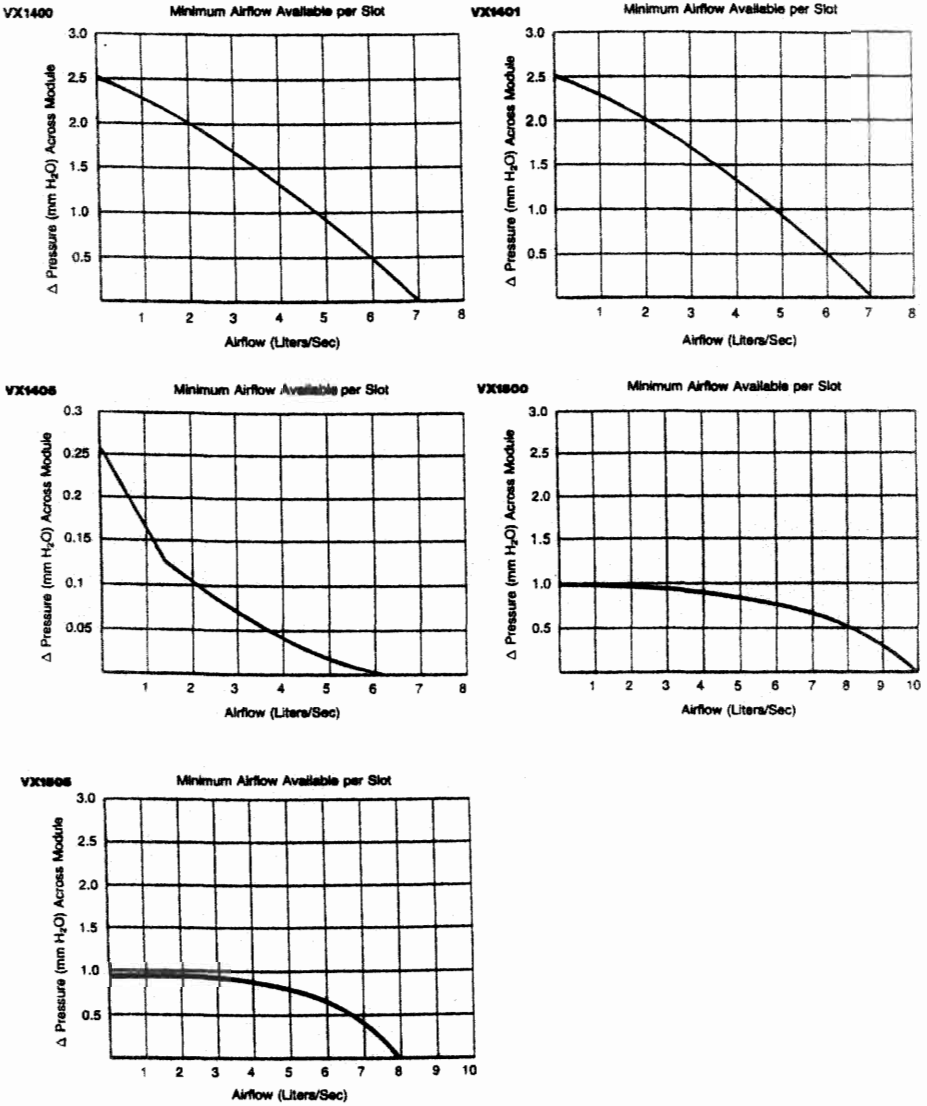 VX1400 Minimum Airflow Available per Slot
Δ Pressure (mm H₂O) Across Module
3.0
2.5
2.0
1.5
1.0
0.5
1 2 3 4 5 6 7 8
Airflow (Liters/Sec)
VX1401 Minimum Airflow Available per Slot
Δ Pressure (mm H₂O) Across Module
3.0
2.5
2.0
1.5
1.0
0.5
1 2 3 4 5 6 7 8
Airflow (Liters/Sec)
VX1405 Minimum Airflow Available per Slot
Δ Pressure (mm H₂O) Across Module
0.3
0.25
0.2
0.15
0.1
0.05
1 2 3 4 5 6 7 8
Airflow (Liters/Sec)
VX1500 Minimum Airflow Available per Slot
Δ Pressure (mm H₂O) Across Module
3.0
2.5
2.0
1.5
1.0
0.5
1 2 3 4 5 6 7 8 9 10
Airflow (Liters/Sec)
VX1505 Minimum Airflow Available per Slot
Δ Pressure (mm H₂O) Across Module
3.0
2.5
2.0
1.5
1.0
0.5
1 2 3 4 5 6 7 8 9 10
Airflow (Liters/Sec)